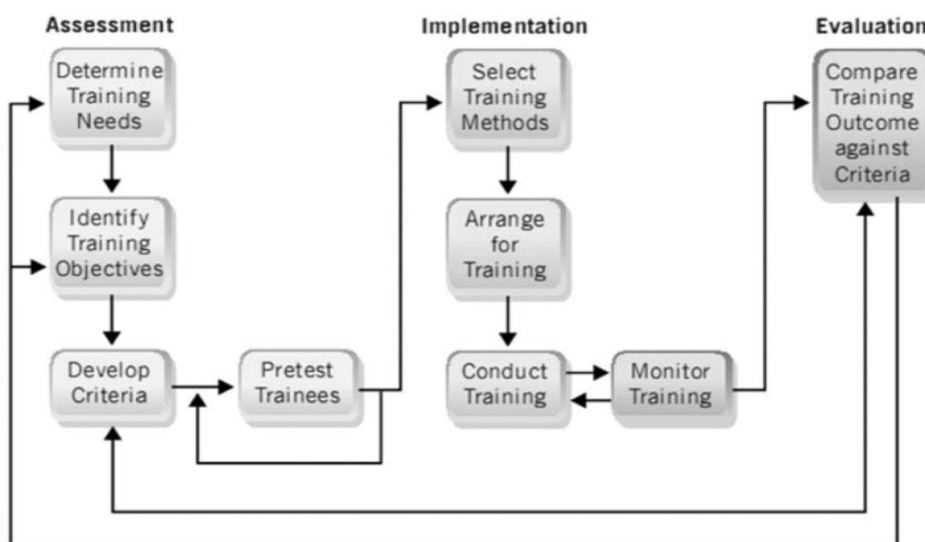 Assessment
Determine
Training
Needs
Identify
Training
Objectives
Develop
Criteria
Pretest
Trainees
Implementation
Select
Training
Methods
Arrange
for
Training
Conduct
Training
Monitor
Training
Evaluation
Compare
Training
Outcome
against
Criteria